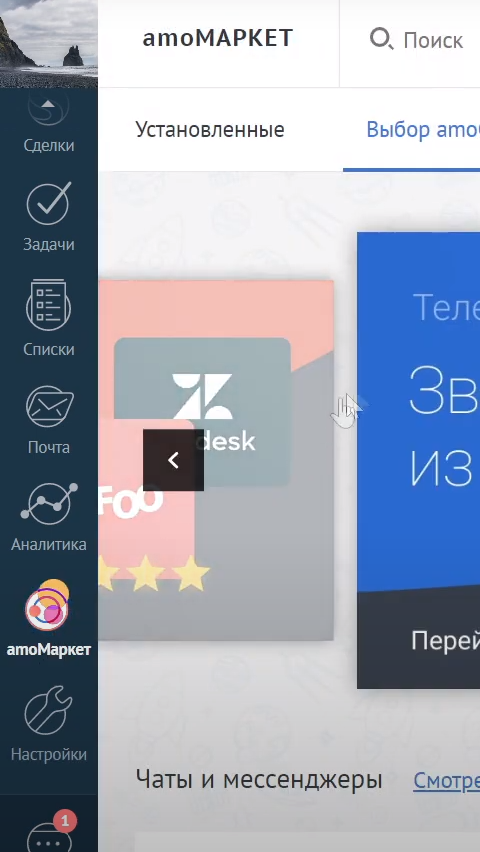 amoМАРКЕТ
Поиск
Установленные
Выбор amo
Сделки
Задачи
Списки
Почта
Аналитика
amoМаркет
Настройки
1
desk
FOO
Теле
Зв
из
Перей
Чаты и мессенджеры
Смотре